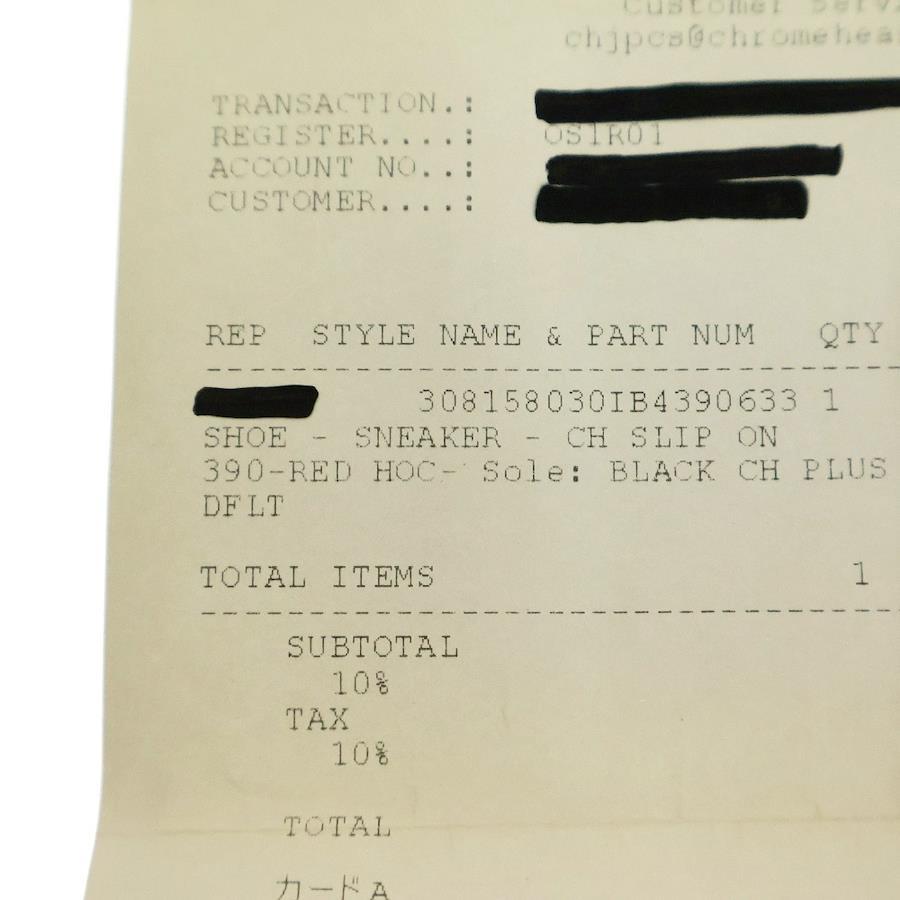 Customer Serv
chjpcs@chromehea
TRANSACTION.:
REGISTER....: OS1R01
ACCOUNT NO..:
CUSTOMER....:
REP STYLE NAME & PART NUM QTY
308158030IB4390633 1
SHOE - SNEAKER - CH SLIP ON
390-RED HOC- Sole: BLACK CH PLUS
DFLT
TOTAL ITEMS 1
SUBTOTAL
10%
TAX
10%
TOTAL
カードA